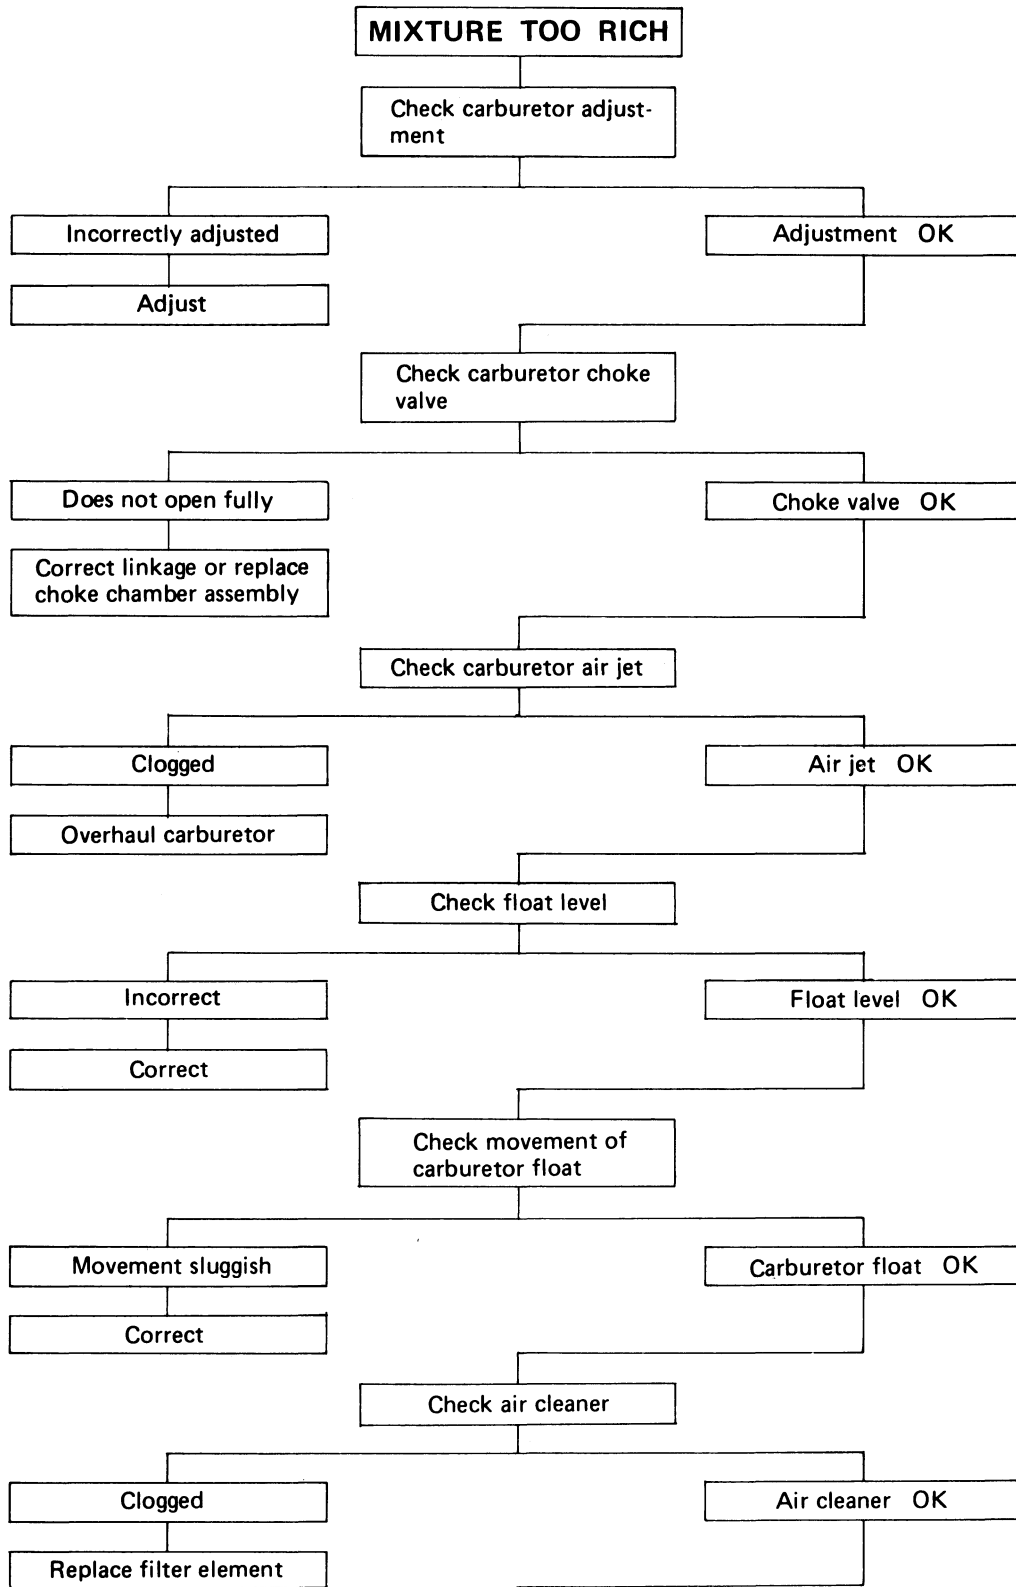 MIXTURE TOO RICH
Check carburetor adjust-
ment
Incorrectly adjusted
Adjustment OK
Adjust
Check carburetor choke
valve
Does not open fully
Choke valve OK
Correct linkage or replace
choke chamber assembly
Check carburetor air jet
Clogged
Air jet OK
Overhaul carburetor
Check float level
Incorrect
Float level OK
Correct
Check movement of
carburetor float
Movement sluggish
Carburetor float OK
Correct
Check air cleaner
Clogged
Air cleaner OK
Replace filter element